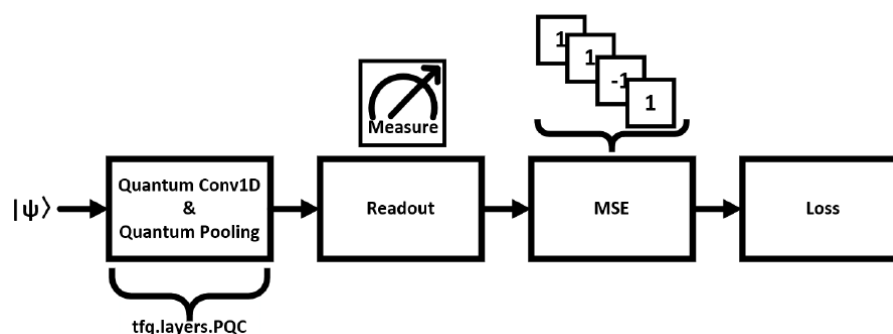 1
1
-1
1
Measure
|ψ⟩
Quantum Conv1D
&
Quantum Pooling
Readout
MSE
Loss
tfq.layers.PQC